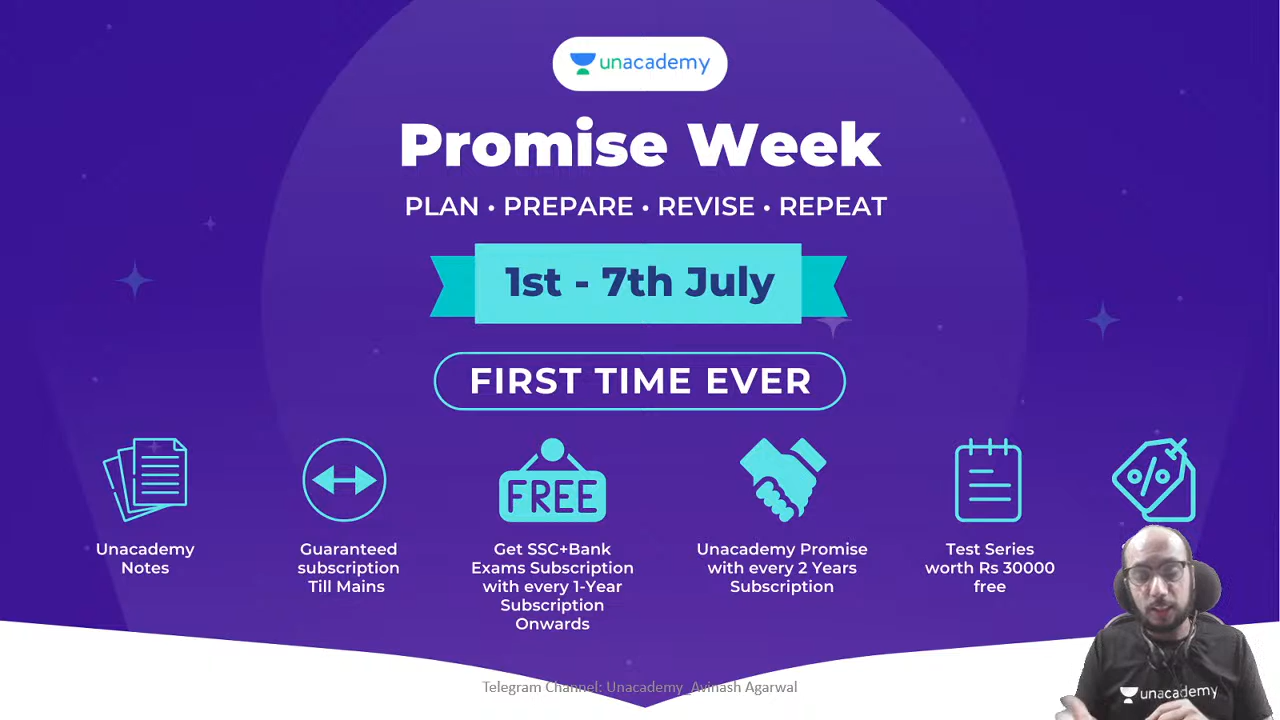 unacademy
Promise Week
PLAN • PREPARE • REVISE • REPEAT
1st - 7th July
FIRST TIME EVER
FREE
%
Unacademy
Notes
Guaranteed
subscription
Till Mains
Get SSC+Bank
Exams Subscription
with every 1-Year
Subscription
Onwards
Unacademy Promise
with every 2 Years
Subscription
Test Series
worth Rs 30000
free
Telegram Channel: Unacademy_Avinash Agarwal
unacademy